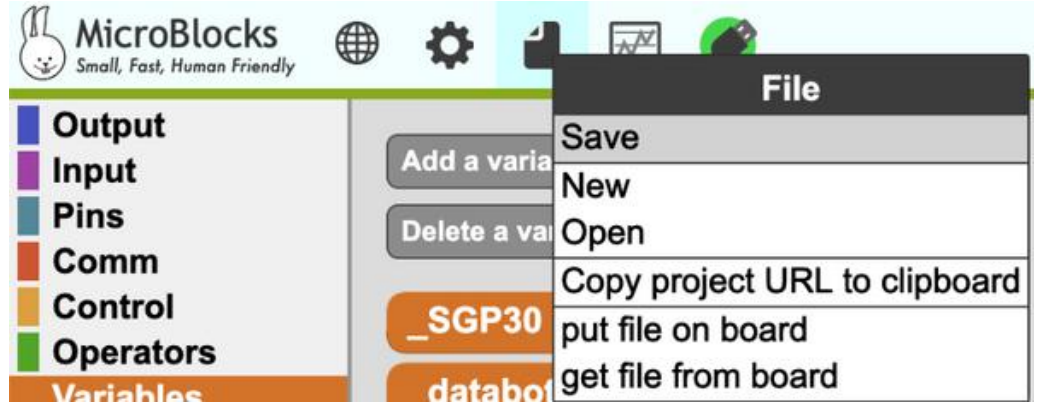 MicroBlocks
Small, Fast, Human Friendly
File
Save
New
Open
Copy project URL to clipboard
put file on board
get file from board
Output
Input
Pins
Comm
Control
Operators
Variables
Add a varia
Delete a va
_SGP30
databot